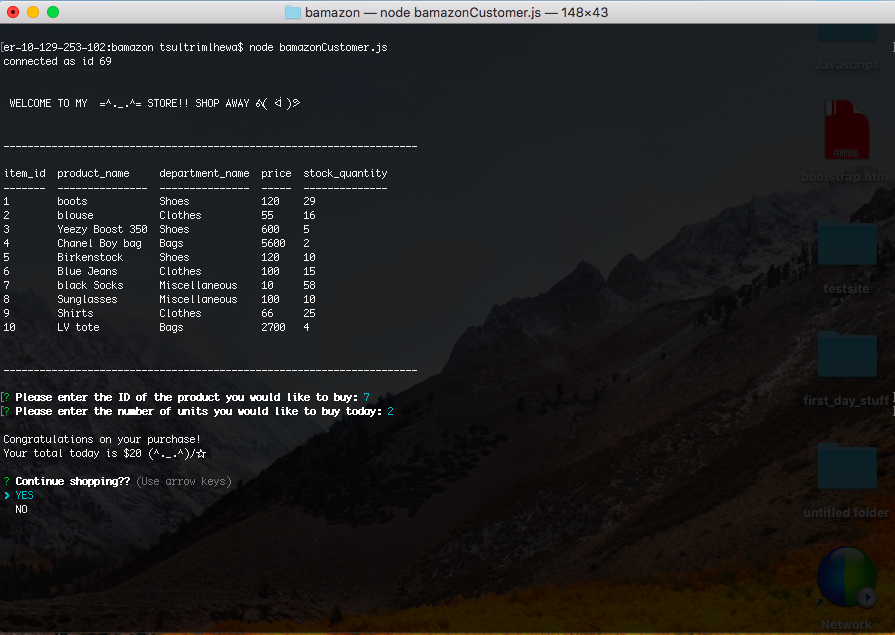 bamazon — node bamazonCustomer.js — 148×43
[er-10-129-253-102:bamazon tsultrimlhewa$ node bamazonCustomer.js
connected as id 69
WELCOME TO MY =^._.^= STORE!! SHOP AWAY
------------------------------------------------------------
item_id product_name department_name price stock_quantity
------- --------------- --------------- ----- --------------
1 boots Shoes 120 29
2 blouse Clothes 55 16
3 Yeezy Boost 350 Shoes 600 5
4 Chanel Boy bag Bags 5600 2
5 Birkenstock Shoes 120 10
6 Blue Jeans Clothes 100 15
7 black Socks Miscellaneous 10 58
8 Sunglasses Miscellaneous 100 10
9 Shirts Clothes 66 25
10 LV tote Bags 2700 4
------------------------------------------------------------
[? Please enter the ID of the product you would like to buy: 7
[? Please enter the number of units you would like to buy today: 2
Congratulations on your purchase!
Your total today is $20 (^._.^)/☆
? Continue shopping?? (Use arrow keys)
❯ YES
NO
Javascript
bootstrap.html
testsite
first_day_stuff
untitled folder
Network